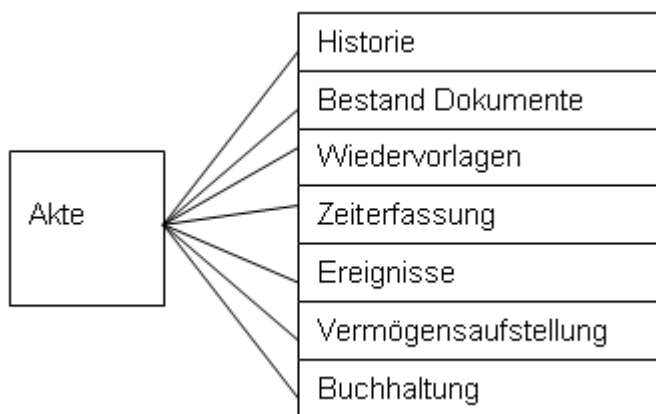 Akte
Historie
Bestand Dokumente
Wiedervorlagen
Zeiterfassung
Ereignisse
Vermögensaufstellung
Buchhaltung